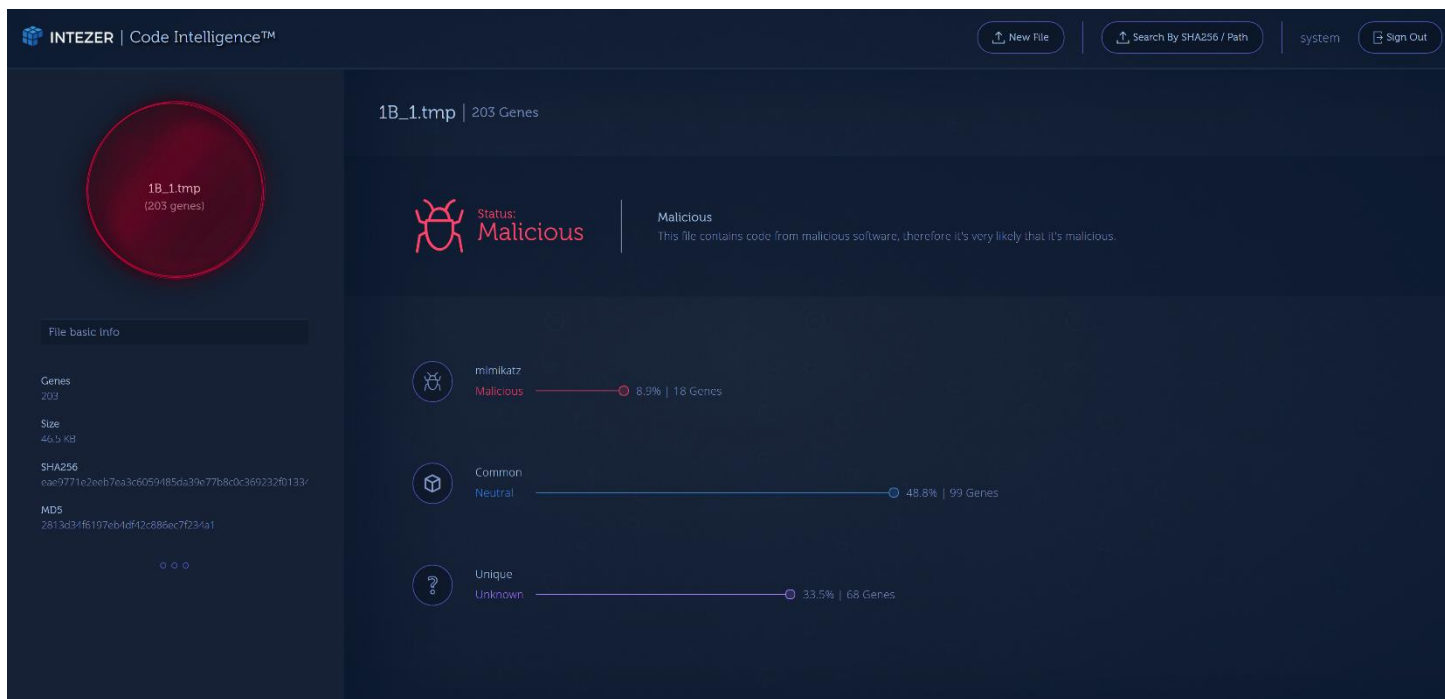 INTEZER | Code Intelligence™
New File
Search By SHA256 / Path
system
Sign Out
1B_1.tmp
(203 genes)
File basic info
Genes
203
Size
46.5 KB
SHA256
MD5
2813d34f6197eb4df42c886ec7f234a1
1B_1.tmp | 203 Genes
Status:
Malicious
Malicious
This file contains code from malicious software, therefore it's very likely that it's malicious.
mimikatz
Malicious
8.9% | 18 Genes
Common
Neutral
48.8% | 99 Genes
Unique
Unknown
33.5% | 68 Genes